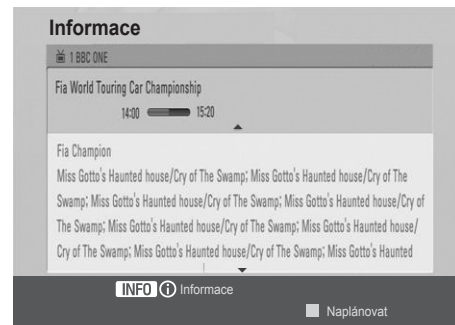 Informace
1 BBC ONE
Fia World Touring Car Championship
14:00 15:20
Fia Champion
Miss Gotto's Haunted house/Cry of The Swamp; Miss Gotto's Haunted house/Cry of The
Swamp; Miss Gotto's Haunted house/Cry of The Swamp; Miss Gotto's Haunted house/Cry of
The Swamp; Miss Gotto's Haunted house/Cry of The Swamp; Miss Gotto's Haunted house/
Cry of The Swamp; Miss Gotto's Haunted house/Cry of The Swamp; Miss Gotto's Haunted
INFO i Informace
Naplánovat